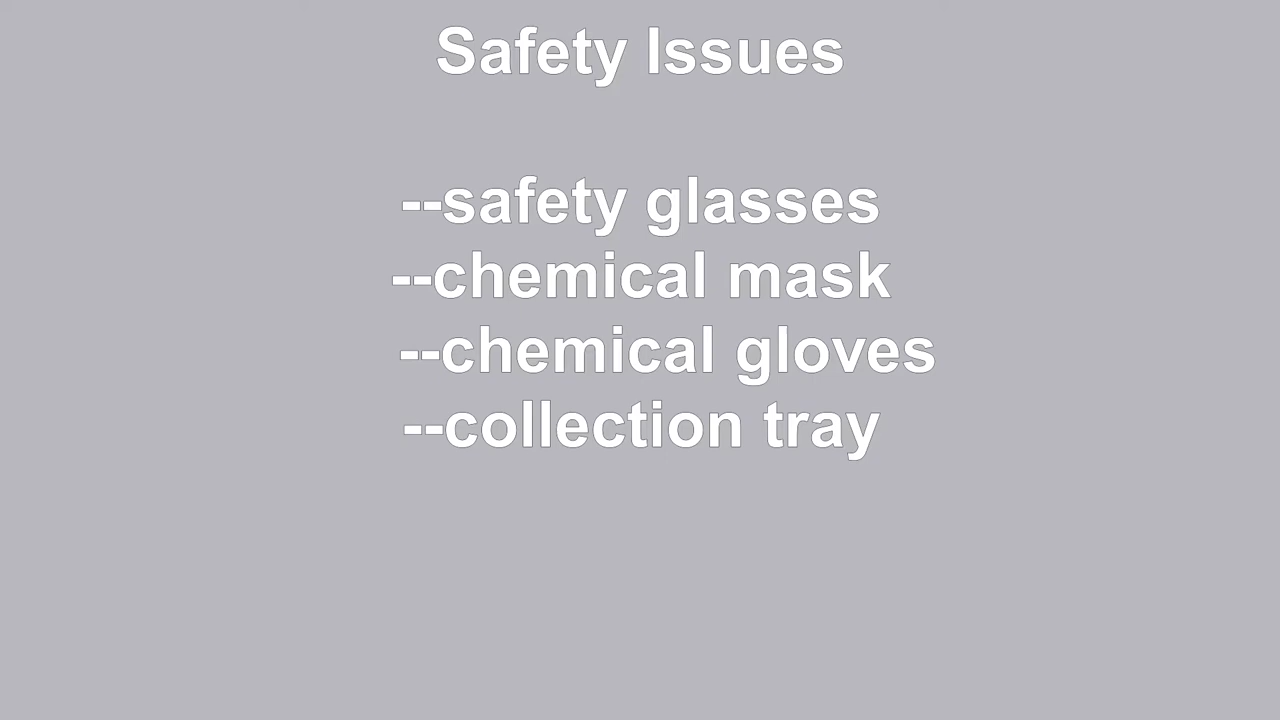 Safety Issues
--safety glasses
--chemical mask
--chemical gloves
--collection tray